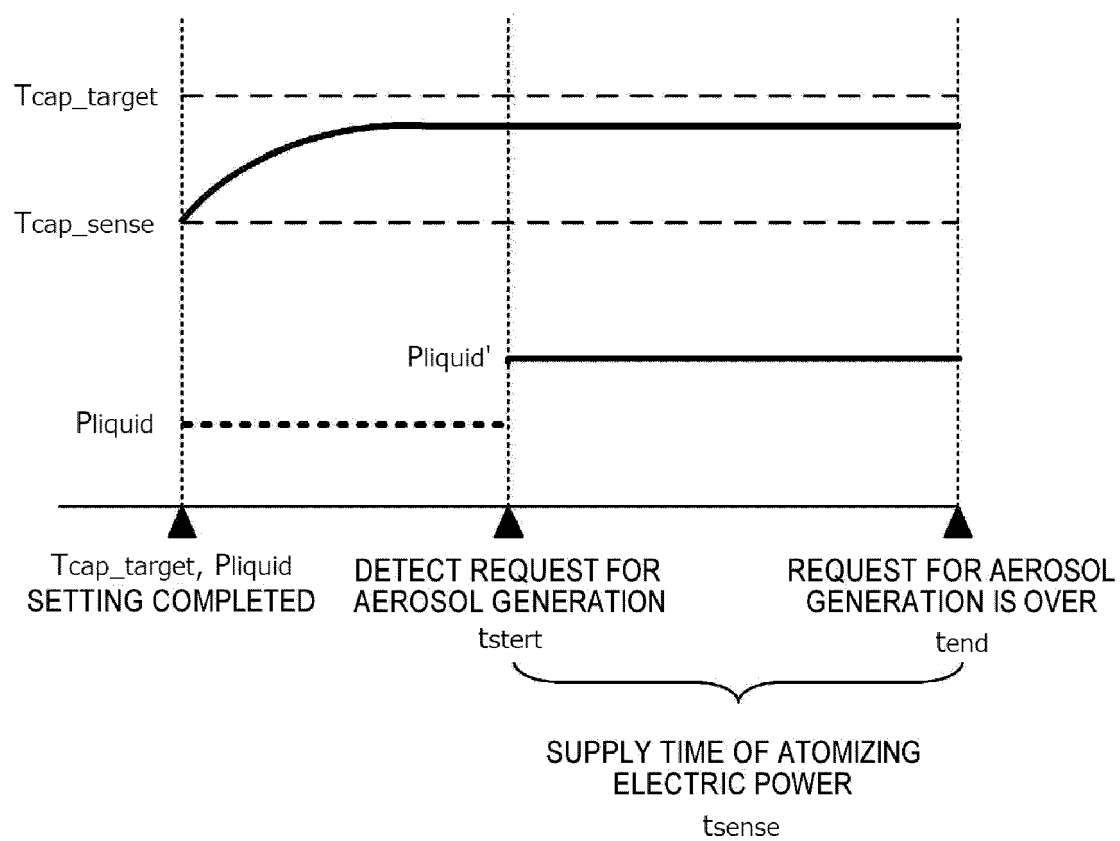 Tcap_target
Tcap_sense
Pliquid'
Pliquid
Tcap_target, Pliquid
SETTING COMPLETED
DETECT REQUEST FOR
AEROSOL GENERATION
tstert
REQUEST FOR AEROSOL
GENERATION IS OVER
tend
SUPPLY TIME OF ATOMIZING
ELECTRIC POWER
tsense